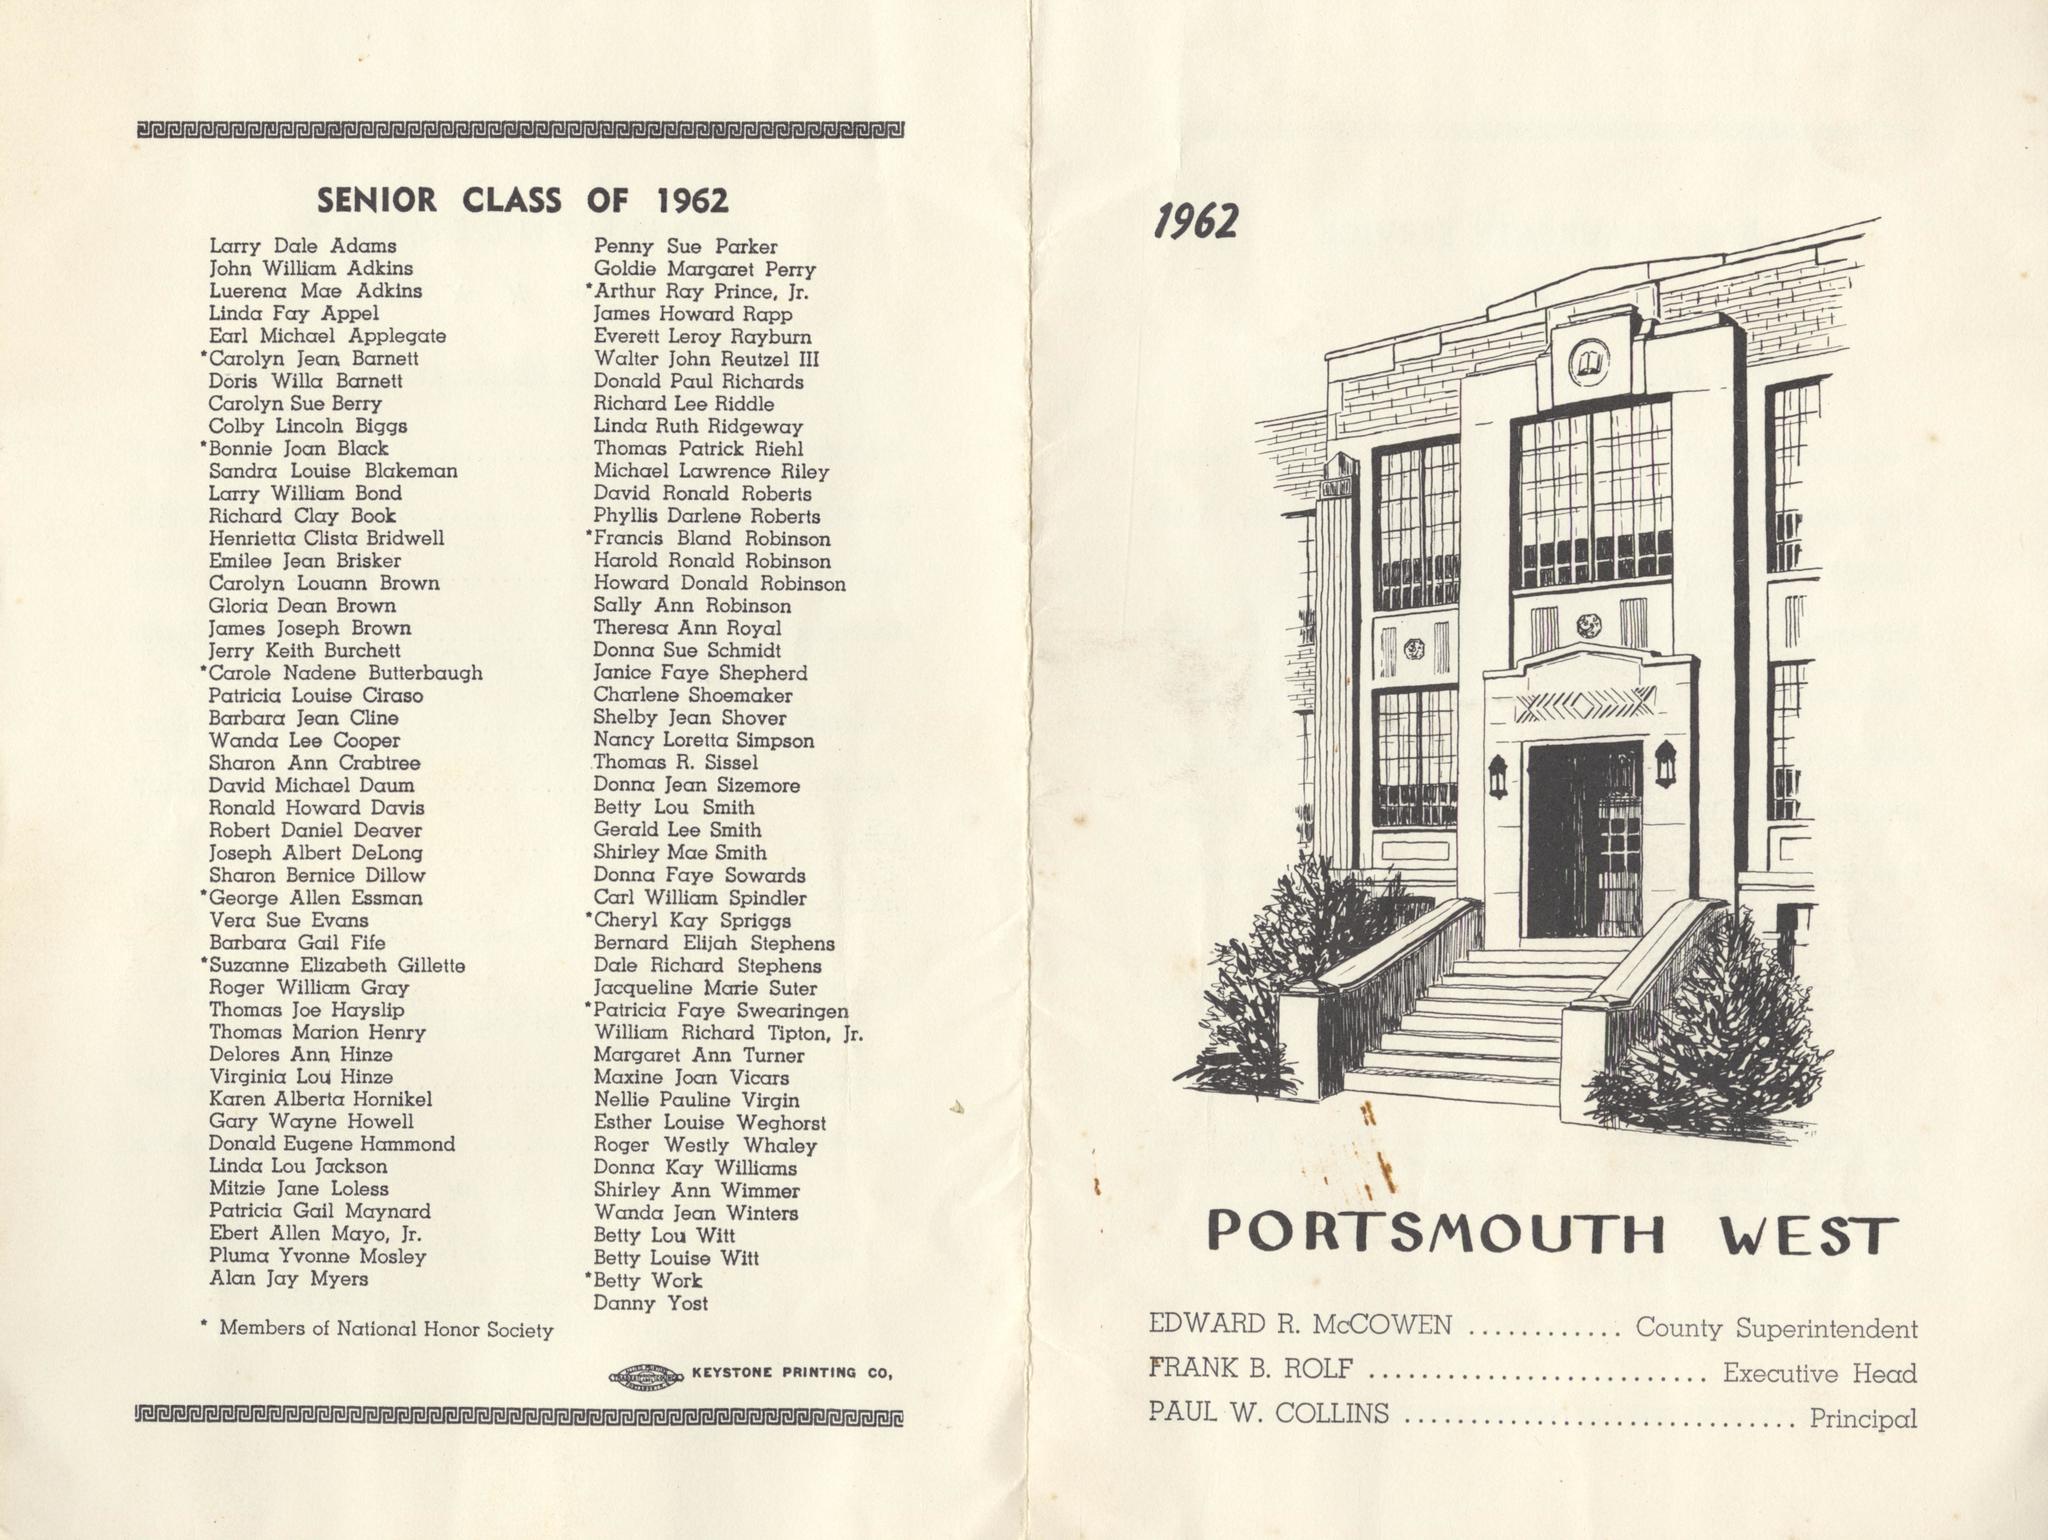 SENIOR CLASS OF 1962
Larry Dale Adams
John William Adkins
Luerena Mae Adkins
Linda Fay Appel
Earl Michael Applegate
*Carolyn Jean Barnett
Doris Willa Barnett
Carolyn Sue Berry
Colby Lincoln Biggs
*Bonnie Joan Black
Sandra Louise Blakeman
Larry William Bond
Richard Clay Book
Henrietta Clista Bridwell
Emilee Jean Brisker
Carolyn Louann Brown
Gloria Dean Brown
James Joseph Brown
Jerry Keith Burchett
*Carole Nadene Butterbaugh
Patricia Louise Ciraso
Barbara Jean Cline
Wanda Lee Cooper
Sharon Ann Crabtree
David Michael Daum
Ronald Howard Davis
Robert Daniel Deaver
Joseph Albert DeLong
Sharon Bernice Dillow
*George Allen Essman
Vera Sue Evans
Barbara Gail Fife
*Suzanne Elizabeth Gillette
Roger William Gray
Thomas Joe Hayslip
Thomas Marion Henry
Delores Ann Hinze
Virginia Lou Hinze
Karen Alberta Hornikel
Gary Wayne Howell
Donald Eugene Hammond
Linda Lou Jackson
Mitzie Jane Loless
Patricia Gail Maynard
Ebert Allen Mayo, Jr.
Pluma Yvonne Mosley
Alan Jay Myers
Penny Sue Parker
Goldie Margaret Perry
*Arthur Ray Prince, Jr.
James Howard Rapp
Everett Leroy Rayburn
Walter John Reutzel III
Donald Paul Richards
Richard Lee Riddle
Linda Ruth Ridgeway
Thomas Patrick Riehl
Michael Lawrence Riley
David Ronald Roberts
Phyllis Darlene Roberts
*Francis Bland Robinson
Harold Ronald Robinson
Howard Donald Robinson
Sally Ann Robinson
Theresa Ann Royal
Donna Sue Schmidt
Janice Faye Shepherd
Charlene Shoemaker
Shelby Jean Shover
Nancy Loretta Simpson
Thomas R. Sissel
Donna Jean Sizemore
Betty Lou Smith
Gerald Lee Smith
Shirley Mae Smith
Donna Faye Sowards
Carl William Spindler
*Cheryl Kay Spriggs
Bernard Elijah Stephens
Dale Richard Stephens
Jacqueline Marie Suter
*Patricia Faye Swearingen
William Richard Tipton, Jr.
Margaret Ann Turner
Maxine Joan Vicars
Nellie Pauline Virgin
Esther Louise Weghorst
Roger Westly Whaley
Donna Kay Williams
Shirley Ann Wimmer
Wanda Jean Winters
Betty Lou Witt
Betty Louise Witt
*Betty Work
Danny Yost
* Members of National Honor Society
KEYSTONE PRINTING CO,
1962
PORTSMOUTH WEST
EDWARD R. McCOWEN ............ County Superintendent
FRANK B. ROLF .......................... Executive Head
PAUL W. COLLINS .............................. Principal